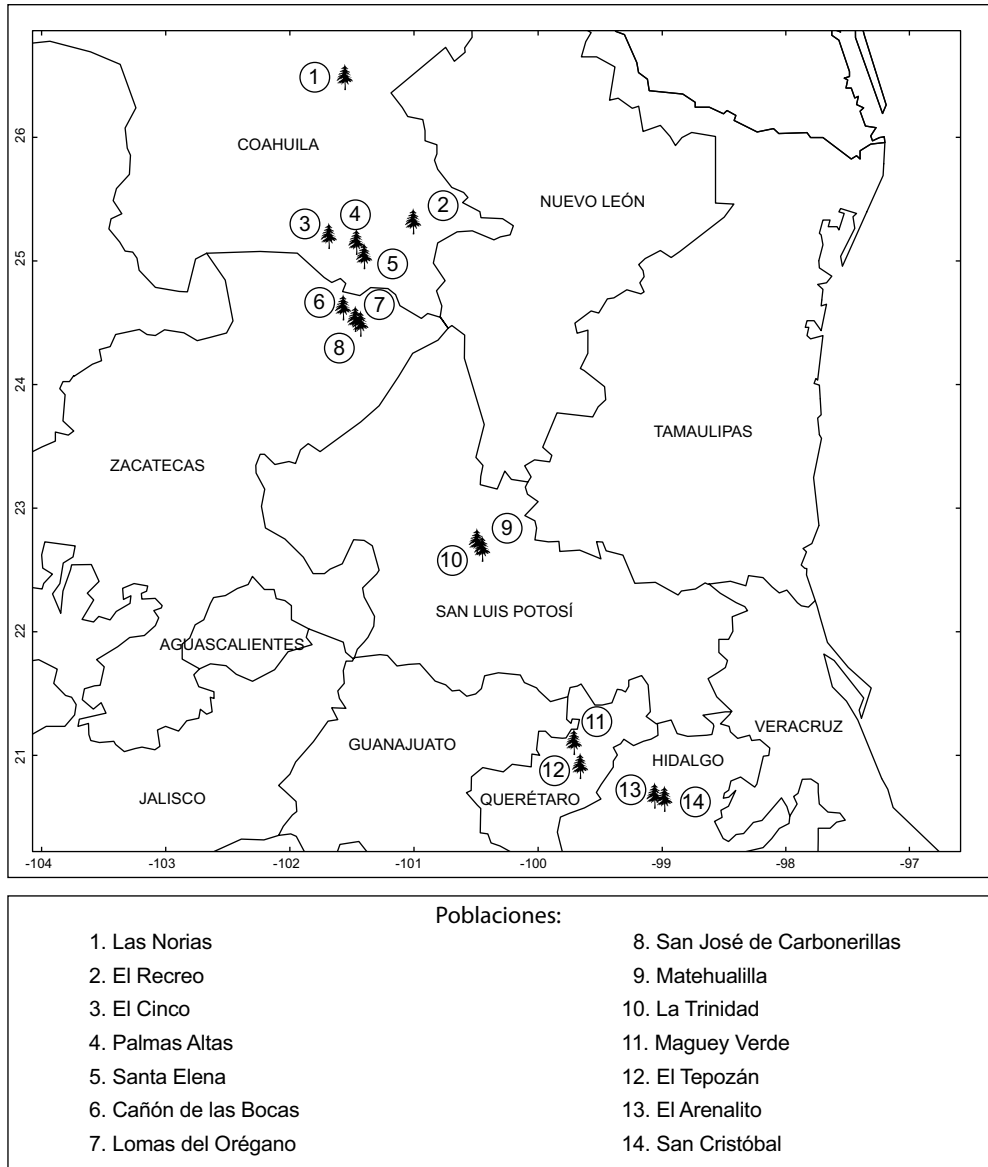 1
COAHUILA
26
2
NUEVO LEÓN
4
3
25
5
6
7
8
24
TAMAULIPAS
ZACATECAS
23
9
10
SAN LUIS POTOSÍ
22
AGUASCALIENTES
11
VERACRUZ
GUANAJUATO
21
HIDALGO
12
13
14
JALISCO
QUERÉTARO
-104 -103 -102 -101 -100 -99 -98 -97
Poblaciones:
1. Las Norias
2. El Recreo
3. El Cinco
4. Palmas Altas
5. Santa Elena
6. Cañón de las Bocas
7. Lomas del Orégano
8. San José de Carbonerillas
9. Matehualilla
10. La Trinidad
11. Maguey Verde
12. El Tepozán
13. El Arenalito
14. San Cristóbal